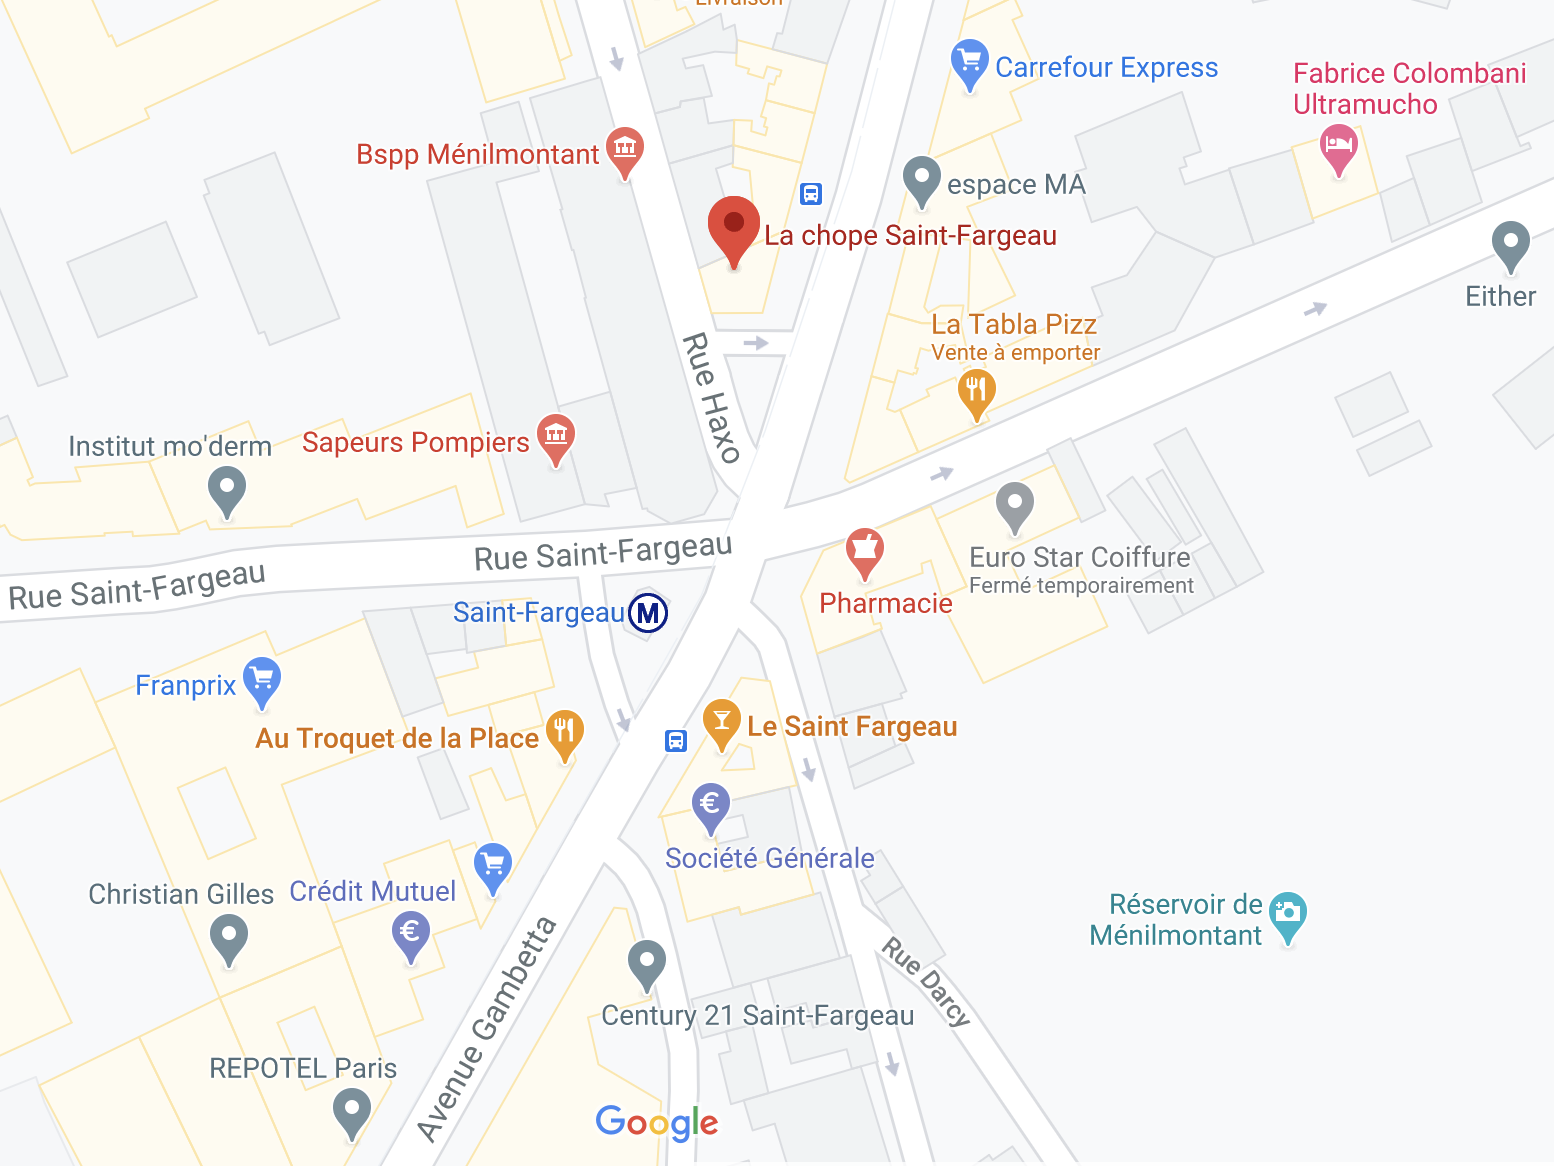 Livraison
Carrefour Express
Fabrice Colombani
Ultramucho
Bspp Ménilmontant
espace MA
La chope Saint-Fargeau
Either
La Tabla Pizz
Vente à emporter
Rue Haxo
Institut mo'derm
Sapeurs Pompiers
Rue Saint-Fargeau
Rue Saint-Fargeau
Euro Star Coiffure
Fermé temporairement
Pharmacie
Saint-Fargeau M
Franprix
Au Troquet de la Place
Le Saint Fargeau
€
Société Générale
Christian Gilles
Crédit Mutuel
€
Réservoir de
Ménilmontant
Rue Darcy
Century 21 Saint-Fargeau
Avenue Gambetta
REPOTEL Paris
Google